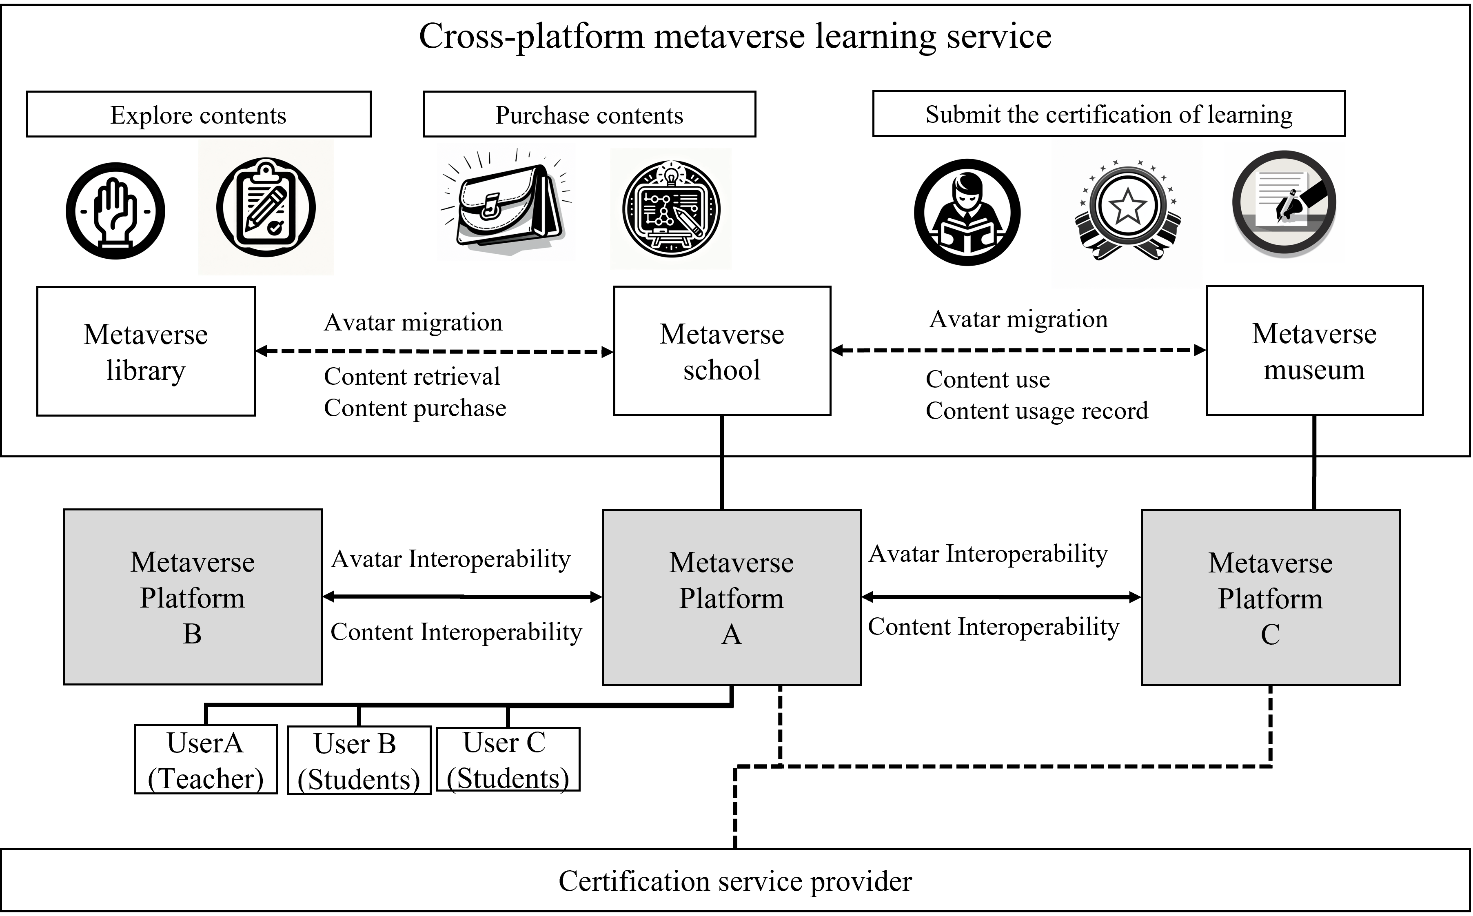 Cross-platform metaverse learning service
Explore contents
Purchase contents
Submit the certification of learning
Metaverse
library
Avatar migration
Content retrieval
Content purchase
Metaverse
school
Avatar migration
Content use
Content usage record
Metaverse
museum
Metaverse
Platform
B
Avatar Interoperability
Content Interoperability
Metaverse
Platform
A
Avatar Interoperability
Content Interoperability
Metaverse
Platform
C
UserA
(Teacher)
User B
(Students)
User C
(Students)
Certification service provider